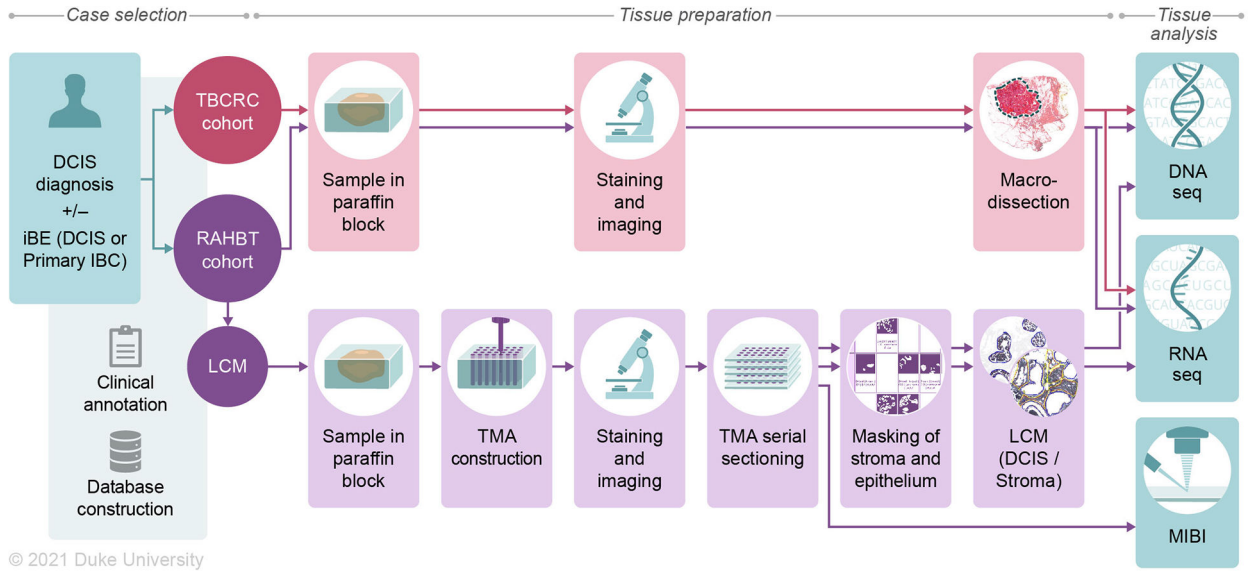 Case selection
Tissue preparation
Tissue
analysis
DCIS
diagnosis
+/–
iBE (DCIS or
Primary IBC)
TBCRC
cohort
RAHBT
cohort
LCM
Clinical
annotation
Database
construction
Sample in
paraffin
block
Staining
and
imaging
Macro-
dissection
DNA
seq
RNA
seq
Sample in
paraffin
block
TMA
construction
Staining
and
imaging
TMA serial
sectioning
Masking of
stroma and
epithelium
LCM
(DCIS /
Stroma)
MIBI
© 2021 Duke University